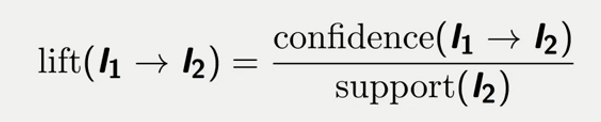 lift(I₁ → I₂) = confidence(I₁ → I₂) / support(I₂)